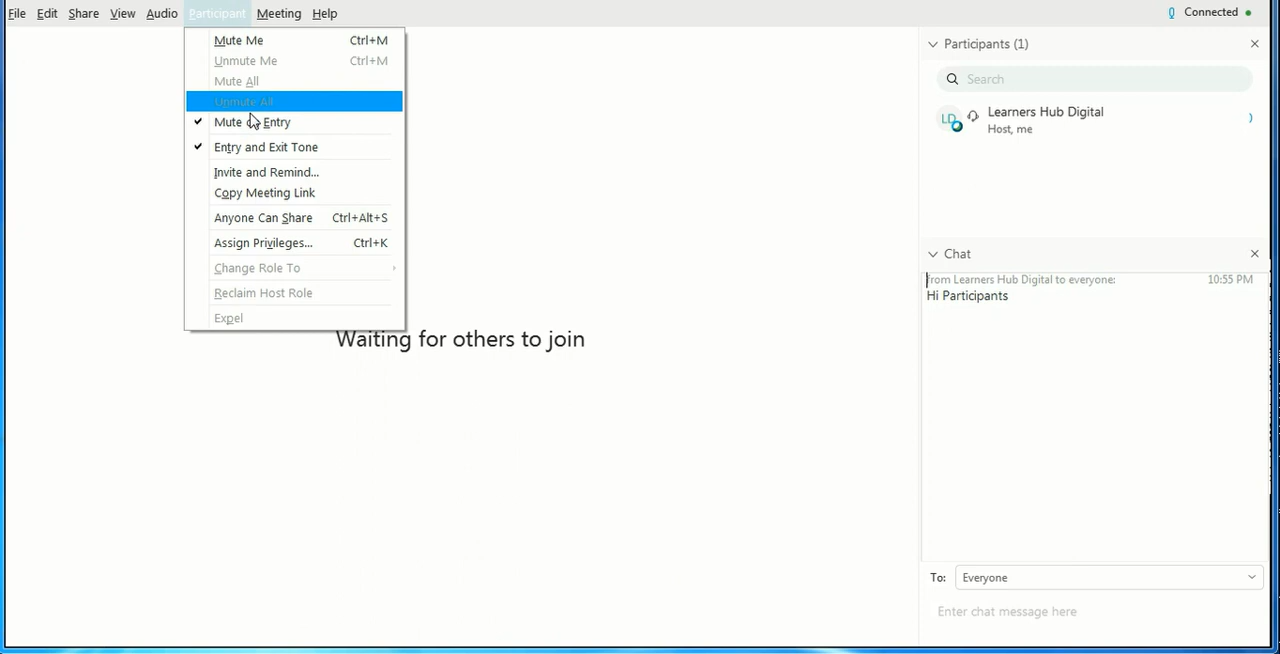 File Edit Share View Audio Participant Meeting Help
Connected
Mute Me Ctrl+M
Unmute Me Ctrl+M
Mute All
Unmute All
Mute on Entry
Entry and Exit Tone
Invite and Remind...
Copy Meeting Link
Anyone Can Share Ctrl+Alt+S
Assign Privileges... Ctrl+K
Change Role To
Reclaim Host Role
Expel
Waiting for others to join
Participants (1)
Search
LD
Learners Hub Digital
Host, me
Chat
from Learners Hub Digital to everyone: 10:55 PM
Hi Participants
To: Everyone
Enter chat message here